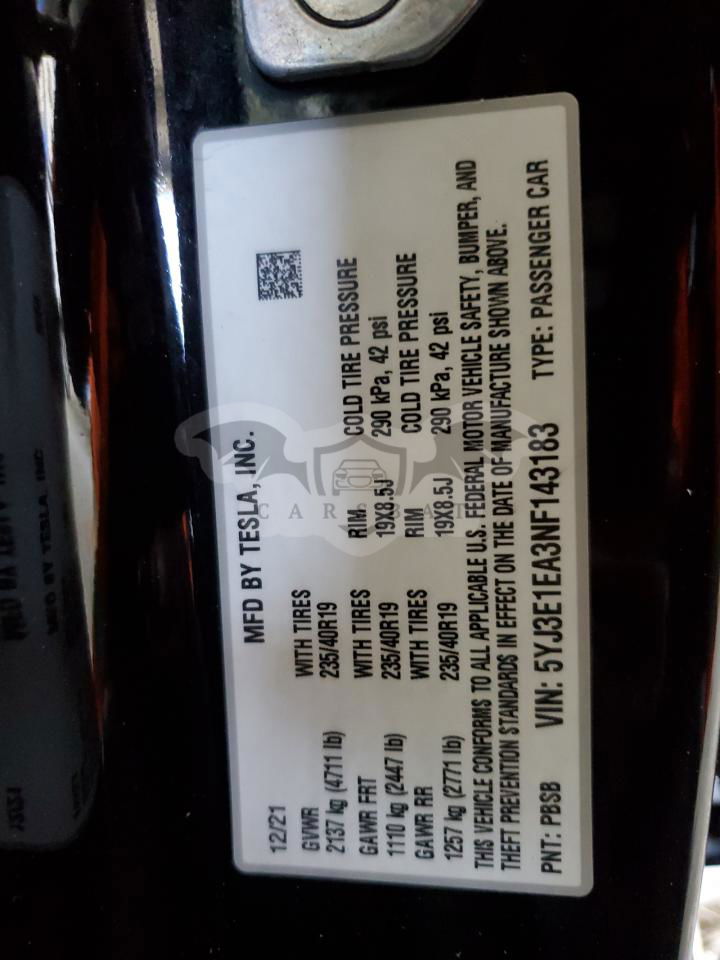 MFD BY TESLA, INC.
12/21
GVWR WITH TIRES RIM COLD TIRE PRESSURE
2137 kg (4711 lb) 235/40R19 19X8.5J 290 kPa, 42 psi
GAWR FRT WITH TIRES RIM COLD TIRE PRESSURE
1110 kg (2447 lb) 235/40R19 19X8.5J 290 kPa, 42 psi
GAWR RR WITH TIRES
1257 kg (2771 lb) 235/40R19
THIS VEHICLE CONFORMS TO ALL APPLICABLE U.S. FEDERAL MOTOR VEHICLE SAFETY, BUMPER, AND
THEFT PREVENTION STANDARDS IN EFFECT ON THE DATE OF MANUFACTURE SHOWN ABOVE.
PNT: PBSB VIN: 5YJ3E1EA3NF143183 TYPE: PASSENGER CAR